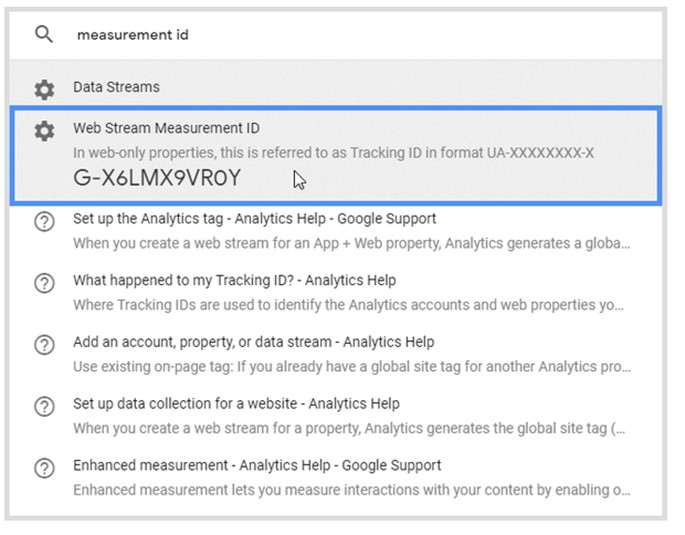 measurement id
Data Streams
Web Stream Measurement ID
In web-only properties, this is referred to as Tracking ID in format UA-XXXXXXXX-X
G-X6LMX9VR0Y
Set up the Analytics tag - Analytics Help - Google Support
When you create a web stream for an App + Web property, Analytics generates a globa...
What happened to my Tracking ID? - Analytics Help
Where Tracking IDs are used to identify the Analytics accounts and web properties yo...
Add an account, property, or data stream - Analytics Help
Use existing on-page tag: If you already have a global site tag for another Analytics pro...
Set up data collection for a website - Analytics Help
When you create a web stream for a property, Analytics generates the global site tag (...
Enhanced measurement - Analytics Help - Google Support
Enhanced measurement lets you measure interactions with your content by enabling o...